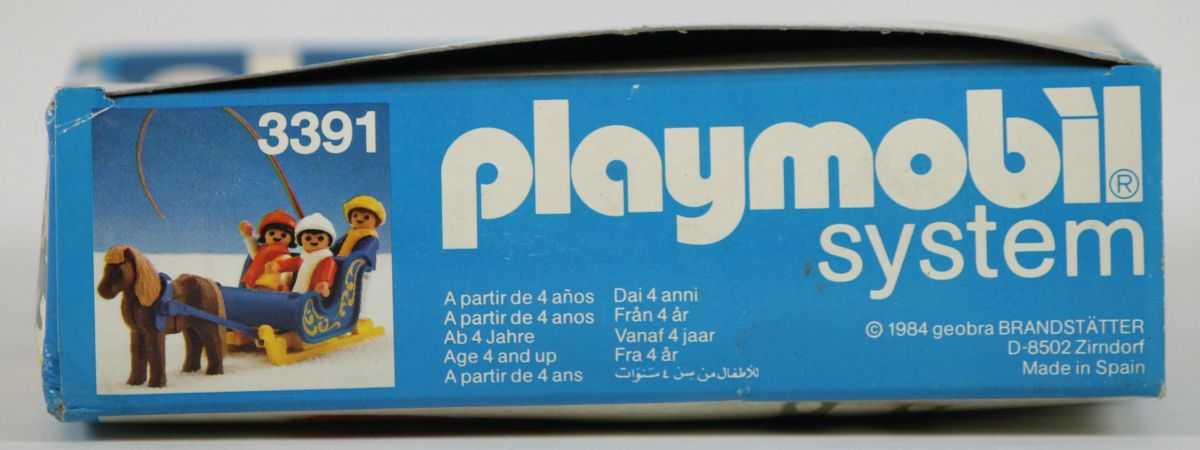 3391
playmobil®
system
A partir de 4 años
A partir de 4 anos
Ab 4 Jahre
Age 4 and up
A partir de 4 ans
Dai 4 anni
Från 4 år
Vanaf 4 jaar
Fra 4 år
للأطفال من سن ٤ سنوات
© 1984 geobra BRANDSTÄTTER
D-8502 Zirndorf
Made in Spain